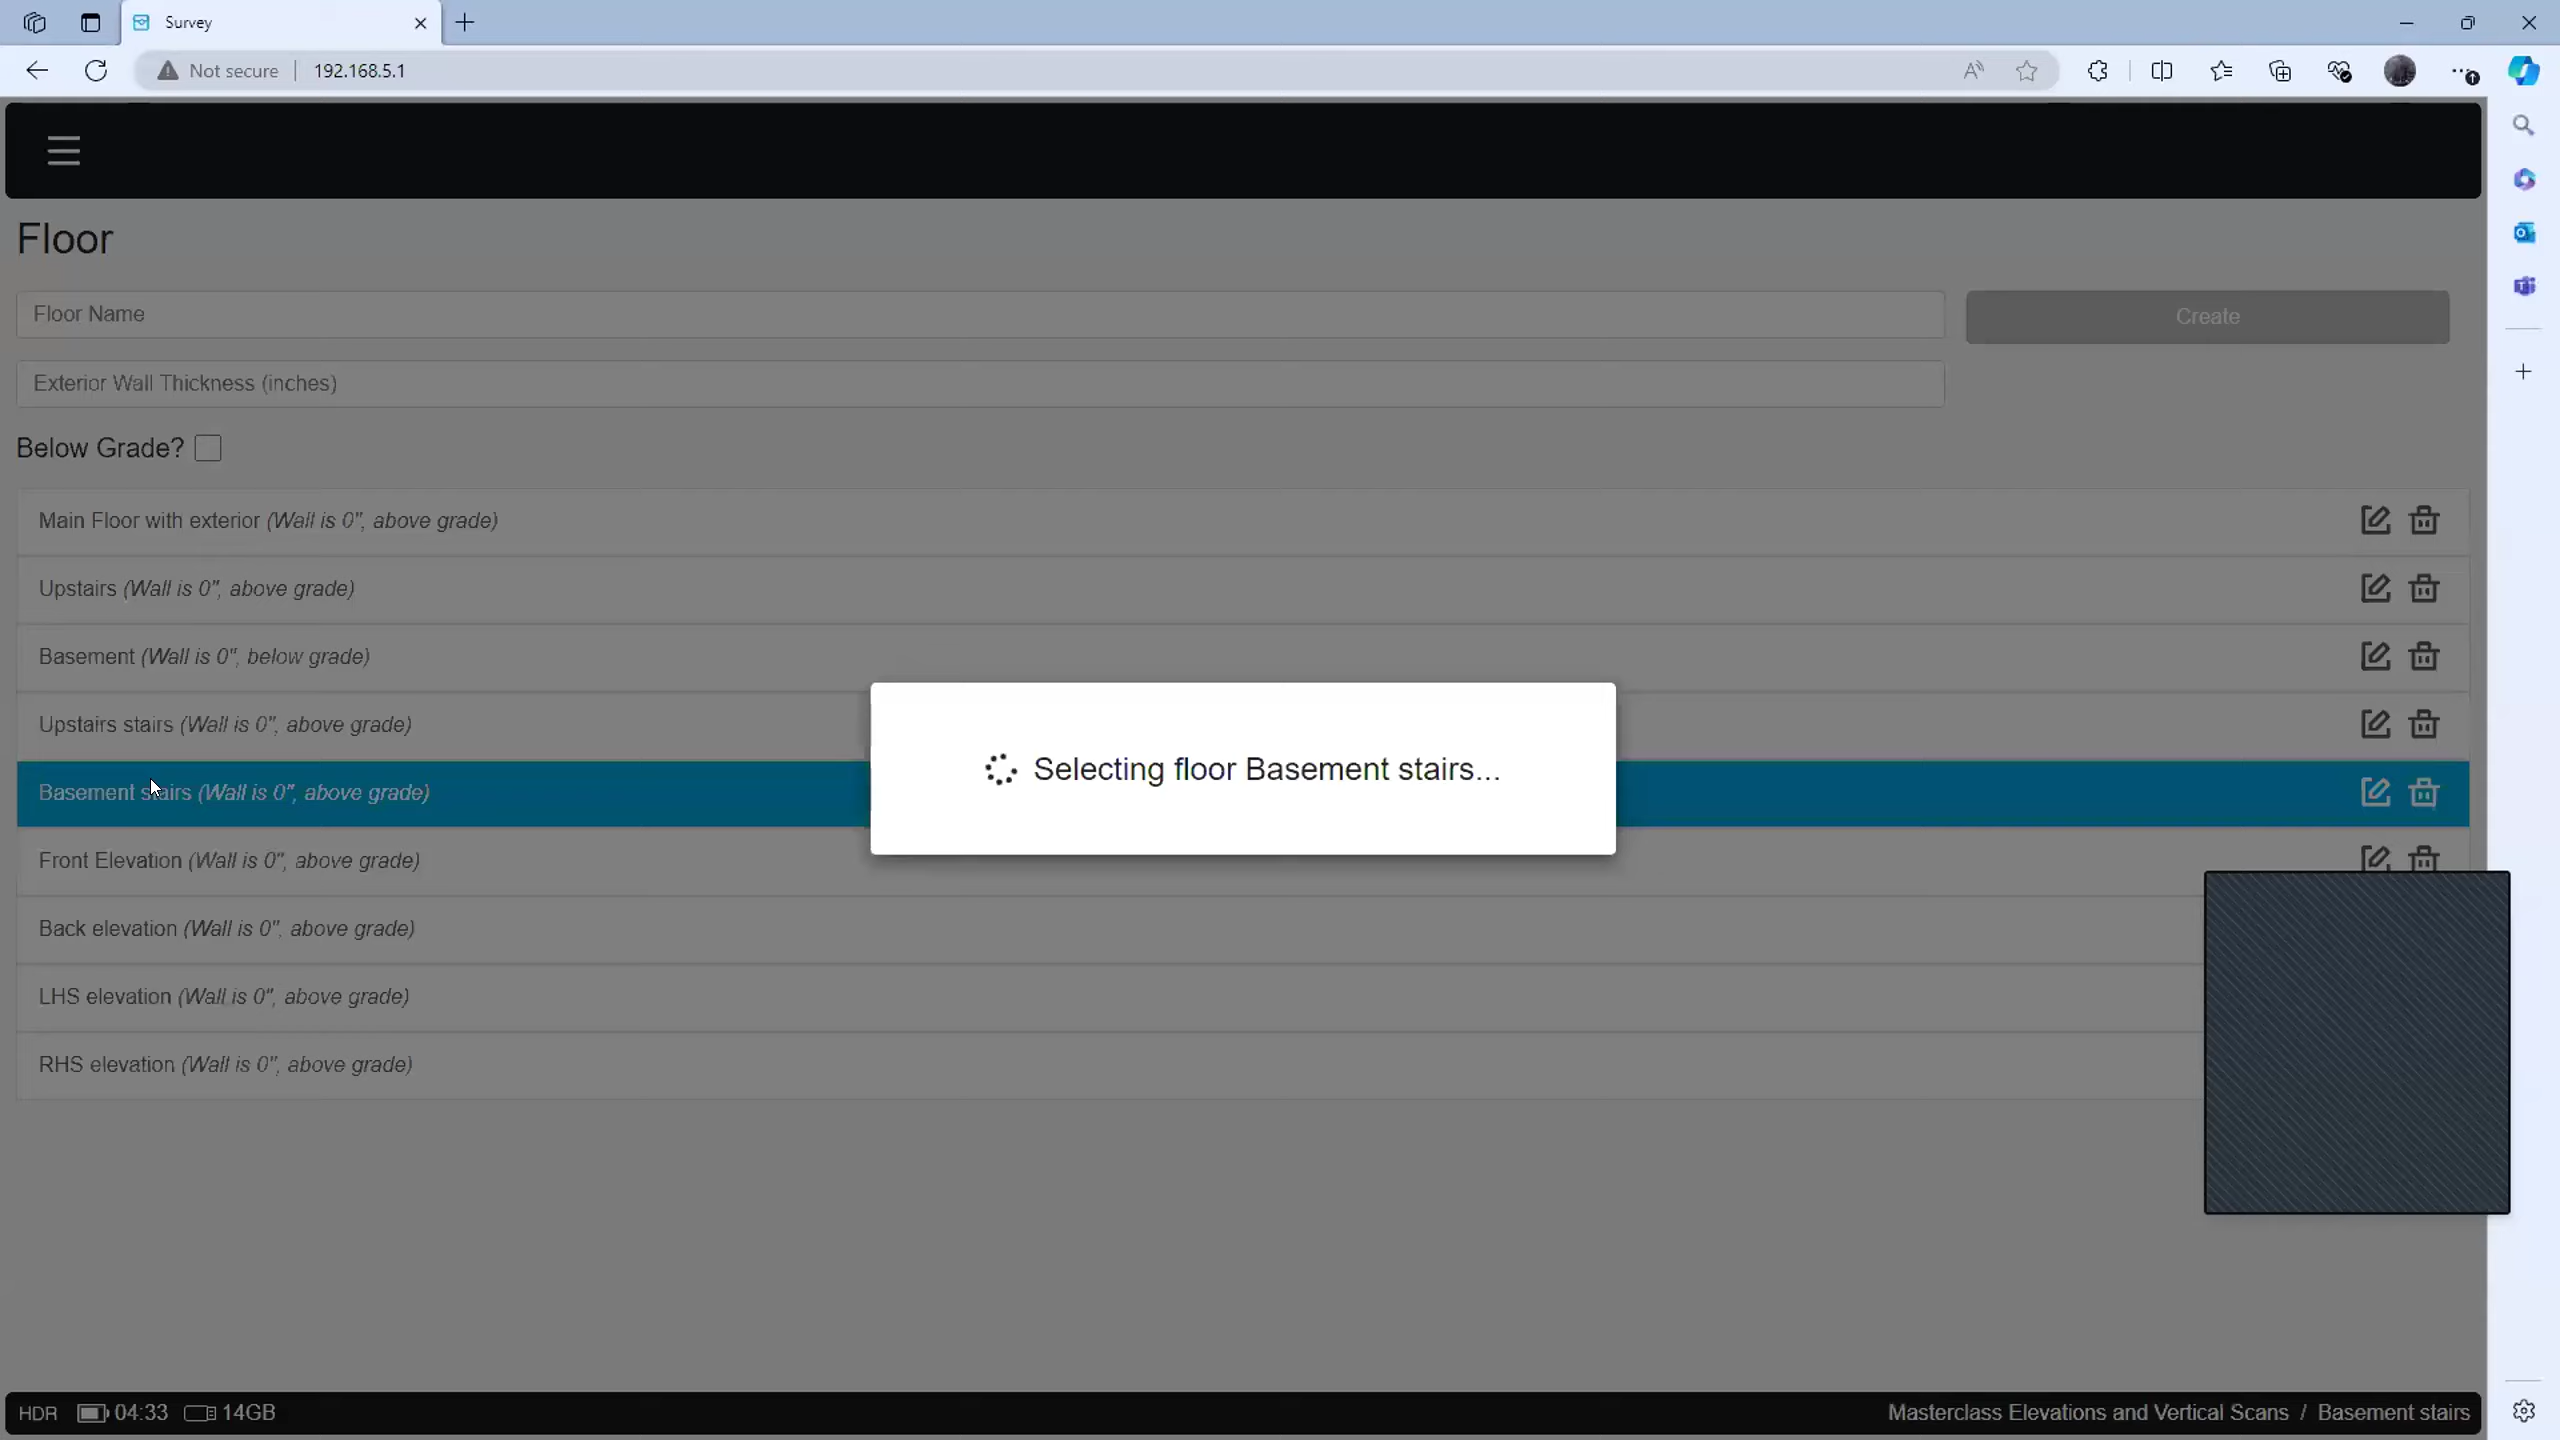 Survey
Not secure 192.168.5.1
Floor
Floor Name
Create
Exterior Wall Thickness (inches)
Below Grade?
Main Floor with exterior (Wall is 0", above grade)
Upstairs (Wall is 0", above grade)
Basement (Wall is 0", below grade)
Upstairs stairs (Wall is 0", above grade)
Selecting floor Basement stairs...
Basement stairs (Wall is 0", above grade)
Front Elevation (Wall is 0", above grade)
Back elevation (Wall is 0", above grade)
LHS elevation (Wall is 0", above grade)
RHS elevation (Wall is 0", above grade)
HDR 04:33 14GB
Masterclass Elevations and Vertical Scans / Basement stairs